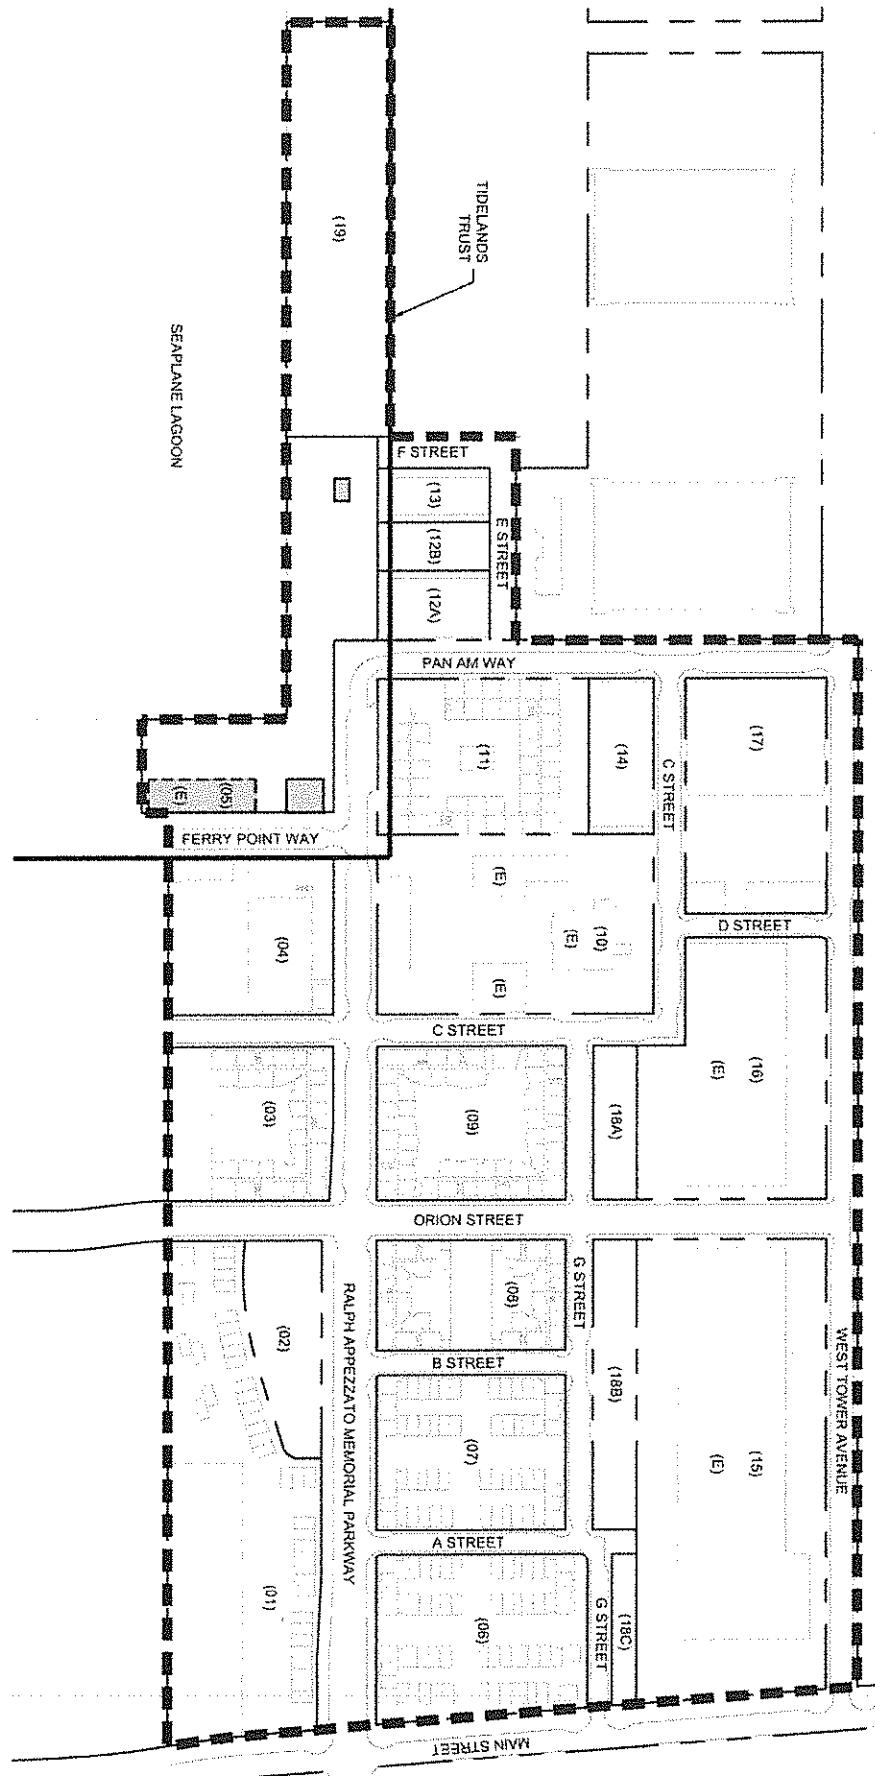 (19)
TIDELANDS
TRUST
SEAPLANE LAGOON
F STREET
(13)
(12B)
(12A)
E STREET
PAN AM WAY
(11)
(14)
C STREET
(17)
(05)
(E)
FERRY POINT WAY
(E)
(10)
(E)
(E)
D STREET
(04)
C STREET
(16)
(E)
(03)
(09)
(18A)
ORION STREET
(02)
RALPH APPEZZATO MEMORIAL PARKWAY
(08)
G STREET
B STREET
(18B)
WEST TOWER AVENUE
(07)
(15)
(E)
A STREET
(01)
(06)
G STREET
(18C)
MAIN STREET